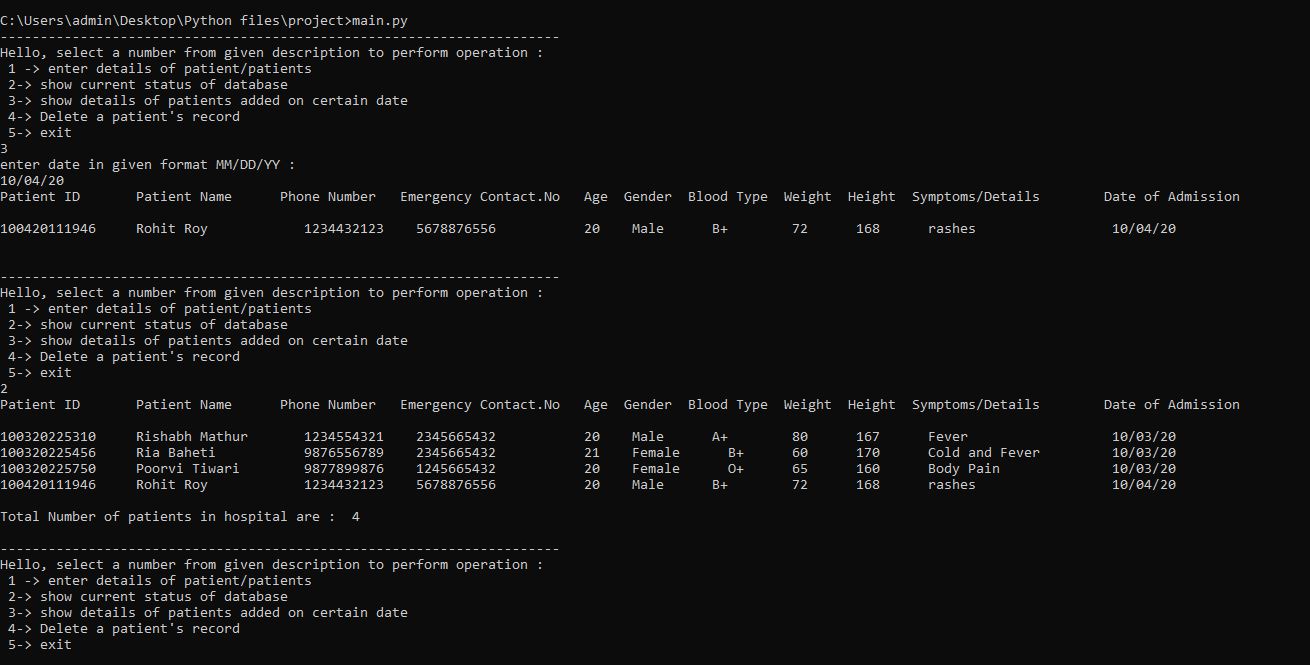 C:\Users\admin\Desktop\Python files\project>main.py
----------------------------------------------------------------------
Hello, select a number from given description to perform operation :
 1 -> enter details of patient/patients
 2-> show current status of database
 3-> show details of patients added on certain date
 4-> Delete a patient's record
 5-> exit
3
enter date in given format MM/DD/YY :
10/04/20
Patient ID       Patient Name      Phone Number   Emergency Contact.No   Age  Gender  Blood Type  Weight  Height  Symptoms/Details        Date of Admission
100420111946     Rohit Roy            1234432123    5678876556           20    Male      B+        72      168      rashes                 10/04/20
----------------------------------------------------------------------
Hello, select a number from given description to perform operation :
 1 -> enter details of patient/patients
 2-> show current status of database
 3-> show details of patients added on certain date
 4-> Delete a patient's record
 5-> exit
2
Patient ID       Patient Name      Phone Number   Emergency Contact.No   Age  Gender  Blood Type  Weight  Height  Symptoms/Details        Date of Admission
100320225310     Rishabh Mathur       1234554321    2345665432           20    Male      A+        80      167      Fever                  10/03/20
100320225456     Ria Baheti           9876556789    2345665432           21    Female      B+      60      170      Cold and Fever         10/03/20
100320225750     Poorvi Tiwari        9877899876    1245665432           20    Female      O+      65      160      Body Pain              10/03/20
100420111946     Rohit Roy            1234432123    5678876556           20    Male      B+        72      168      rashes                 10/04/20
Total Number of patients in hospital are :  4
----------------------------------------------------------------------
Hello, select a number from given description to perform operation :
 1 -> enter details of patient/patients
 2-> show current status of database
 3-> show details of patients added on certain date
 4-> Delete a patient's record
 5-> exit